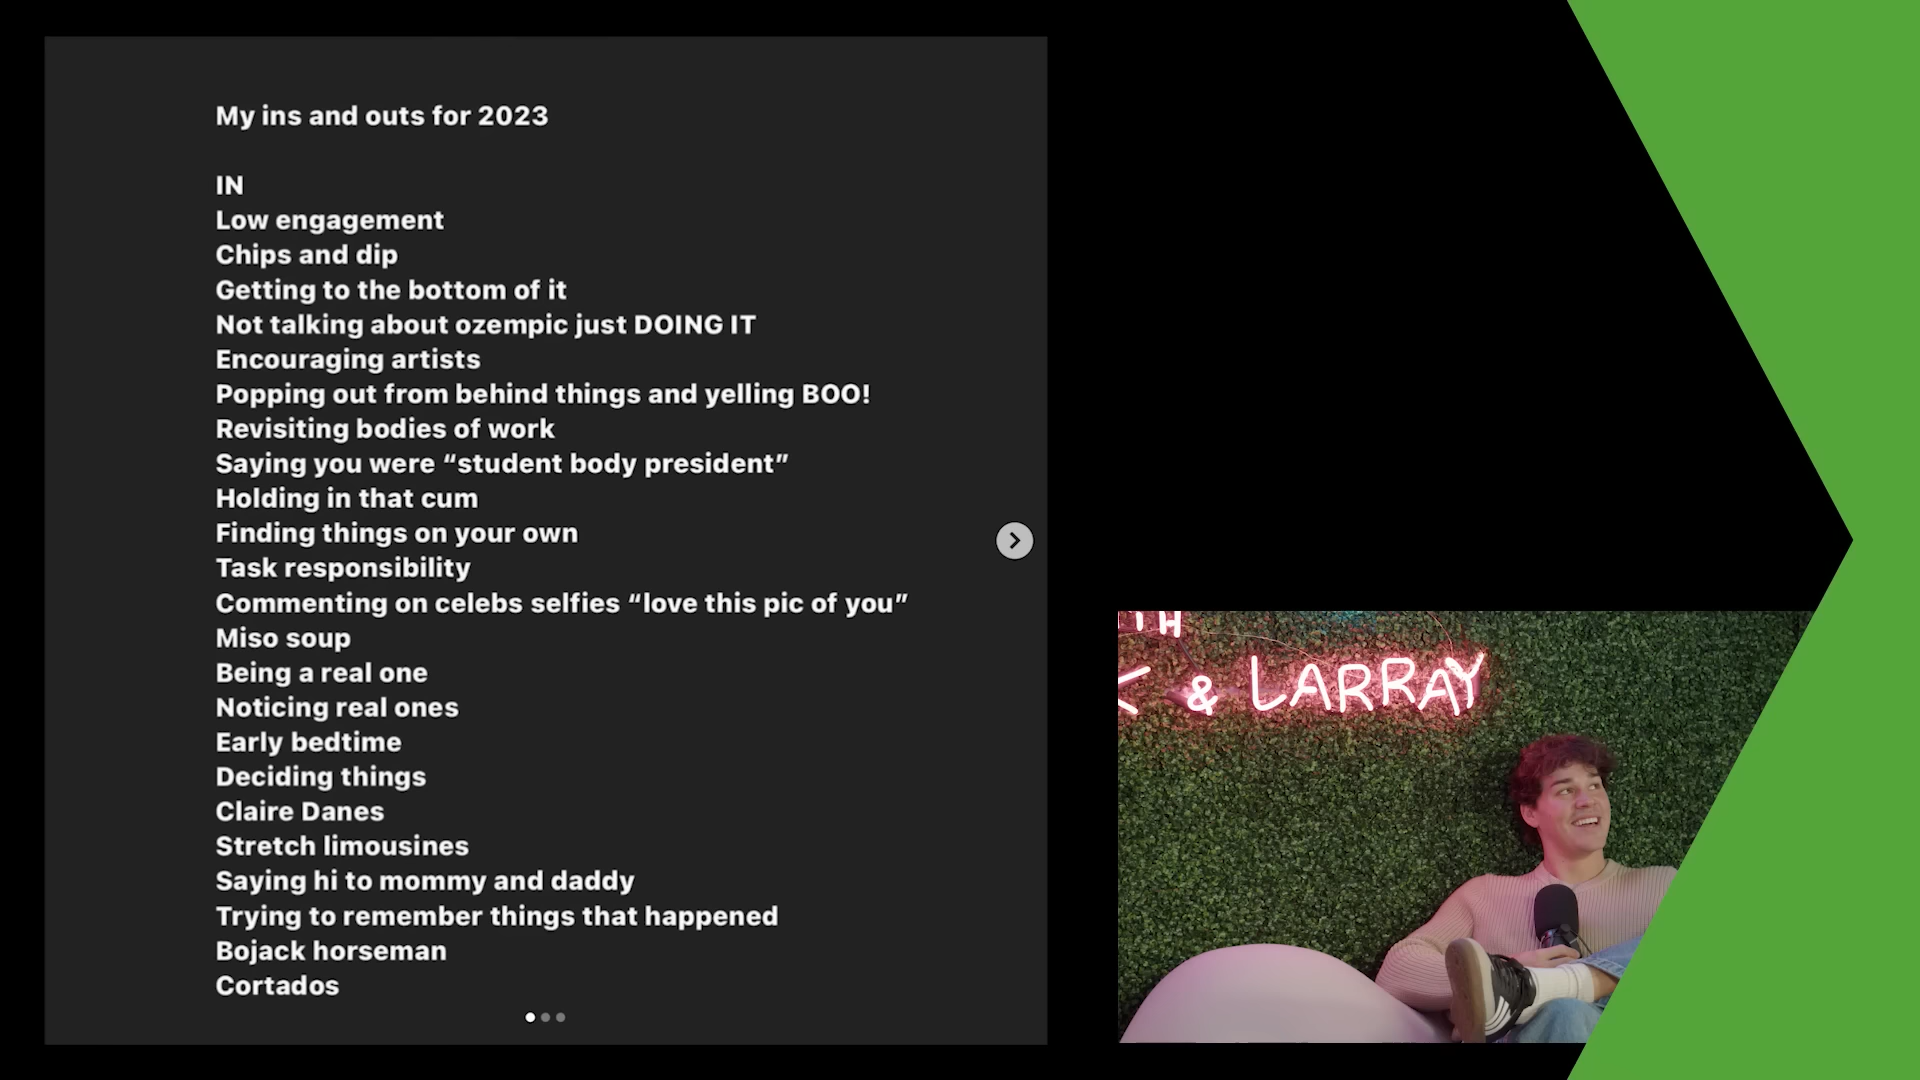 My ins and outs for 2023
IN
Low engagement
Chips and dip
Getting to the bottom of it
Not talking about ozempic just DOING IT
Encouraging artists
Popping out from behind things and yelling BOO!
Revisiting bodies of work
Saying you were “student body president”
Holding in that cum
Finding things on your own
Task responsibility
Commenting on celebs selfies “love this pic of you”
Miso soup
Being a real one
Noticing real ones
Early bedtime
Deciding things
Claire Danes
Stretch limousines
Saying hi to mommy and daddy
Trying to remember things that happened
Bojack horseman
Cortados
& LARRAY